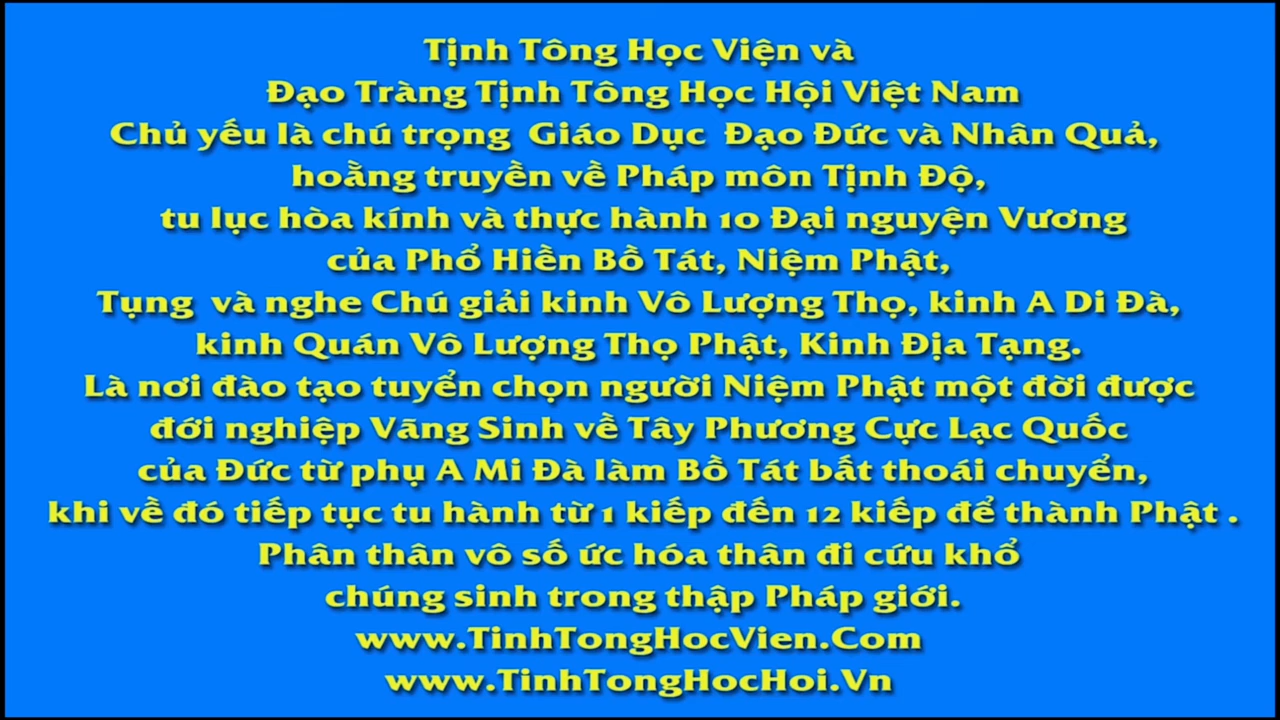 Tịnh Tông Học Viện và
Đạo Tràng Tịnh Tông Học Hội Việt Nam
Chủ yếu là chú trọng Giáo Dục Đạo Đức và Nhân Quả,
hoằng truyền về Pháp môn Tịnh Độ,
tu lục hòa kính và thực hành 10 Đại nguyện Vương
của Phổ Hiền Bồ Tát, Niệm Phật,
Tụng và nghe Chú giải kinh Vô Lượng Thọ, kinh A Di Đà,
kinh Quán Vô Lượng Thọ Phật, Kinh Địa Tạng.
Là nơi đào tạo tuyển chọn người Niệm Phật một đời được
đới nghiệp Vãng Sinh về Tây Phương Cực Lạc Quốc
của Đức từ phụ A Mi Đà làm Bồ Tát bất thoái chuyển,
khi về đó tiếp tục tu hành từ 1 kiếp đến 12 kiếp để thành Phật .
Phân thân vô số ức hóa thân đi cứu khổ
chúng sinh trong thập Pháp giới.
www.TinhTongHocVien.Com
www.TinhTongHocHoi.Vn